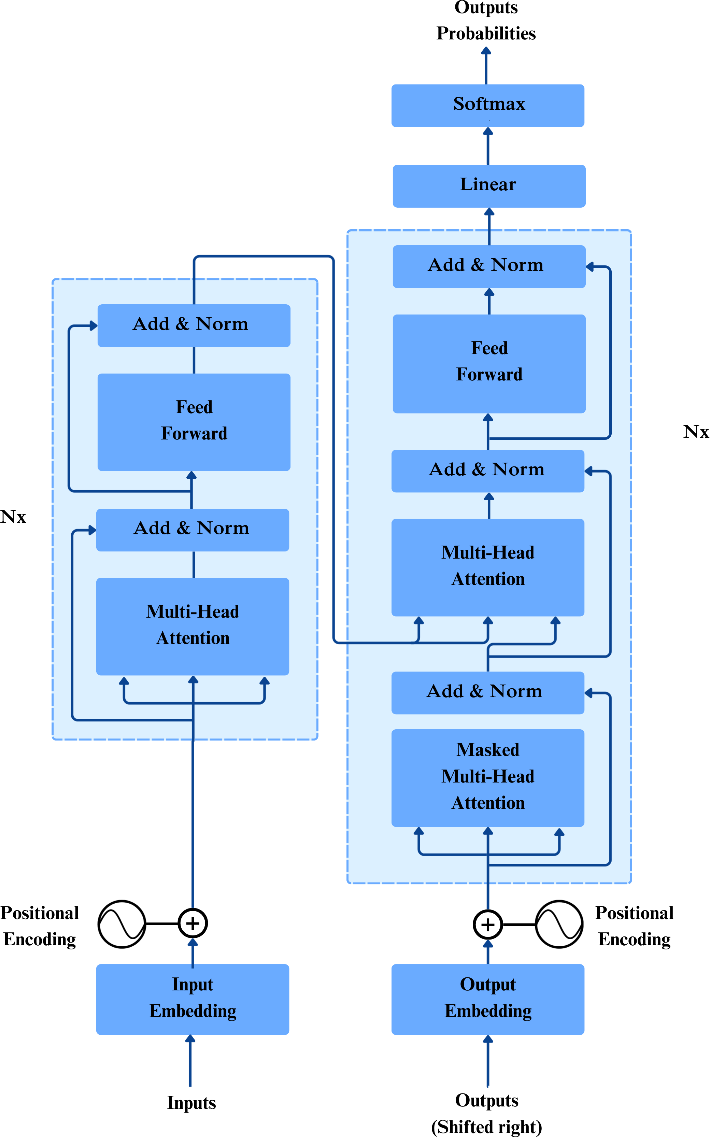 Outputs
Probabilities
Softmax
Linear
Add & Norm
Feed
Forward
Nx
Add & Norm
Multi-Head
Attention
Add & Norm
Masked
Multi-Head
Attention
Positional
Encoding
Output
Embedding
Outputs
(Shifted right)
Add & Norm
Feed
Forward
Nx
Add & Norm
Multi-Head
Attention
Positional
Encoding
Input
Embedding
Inputs